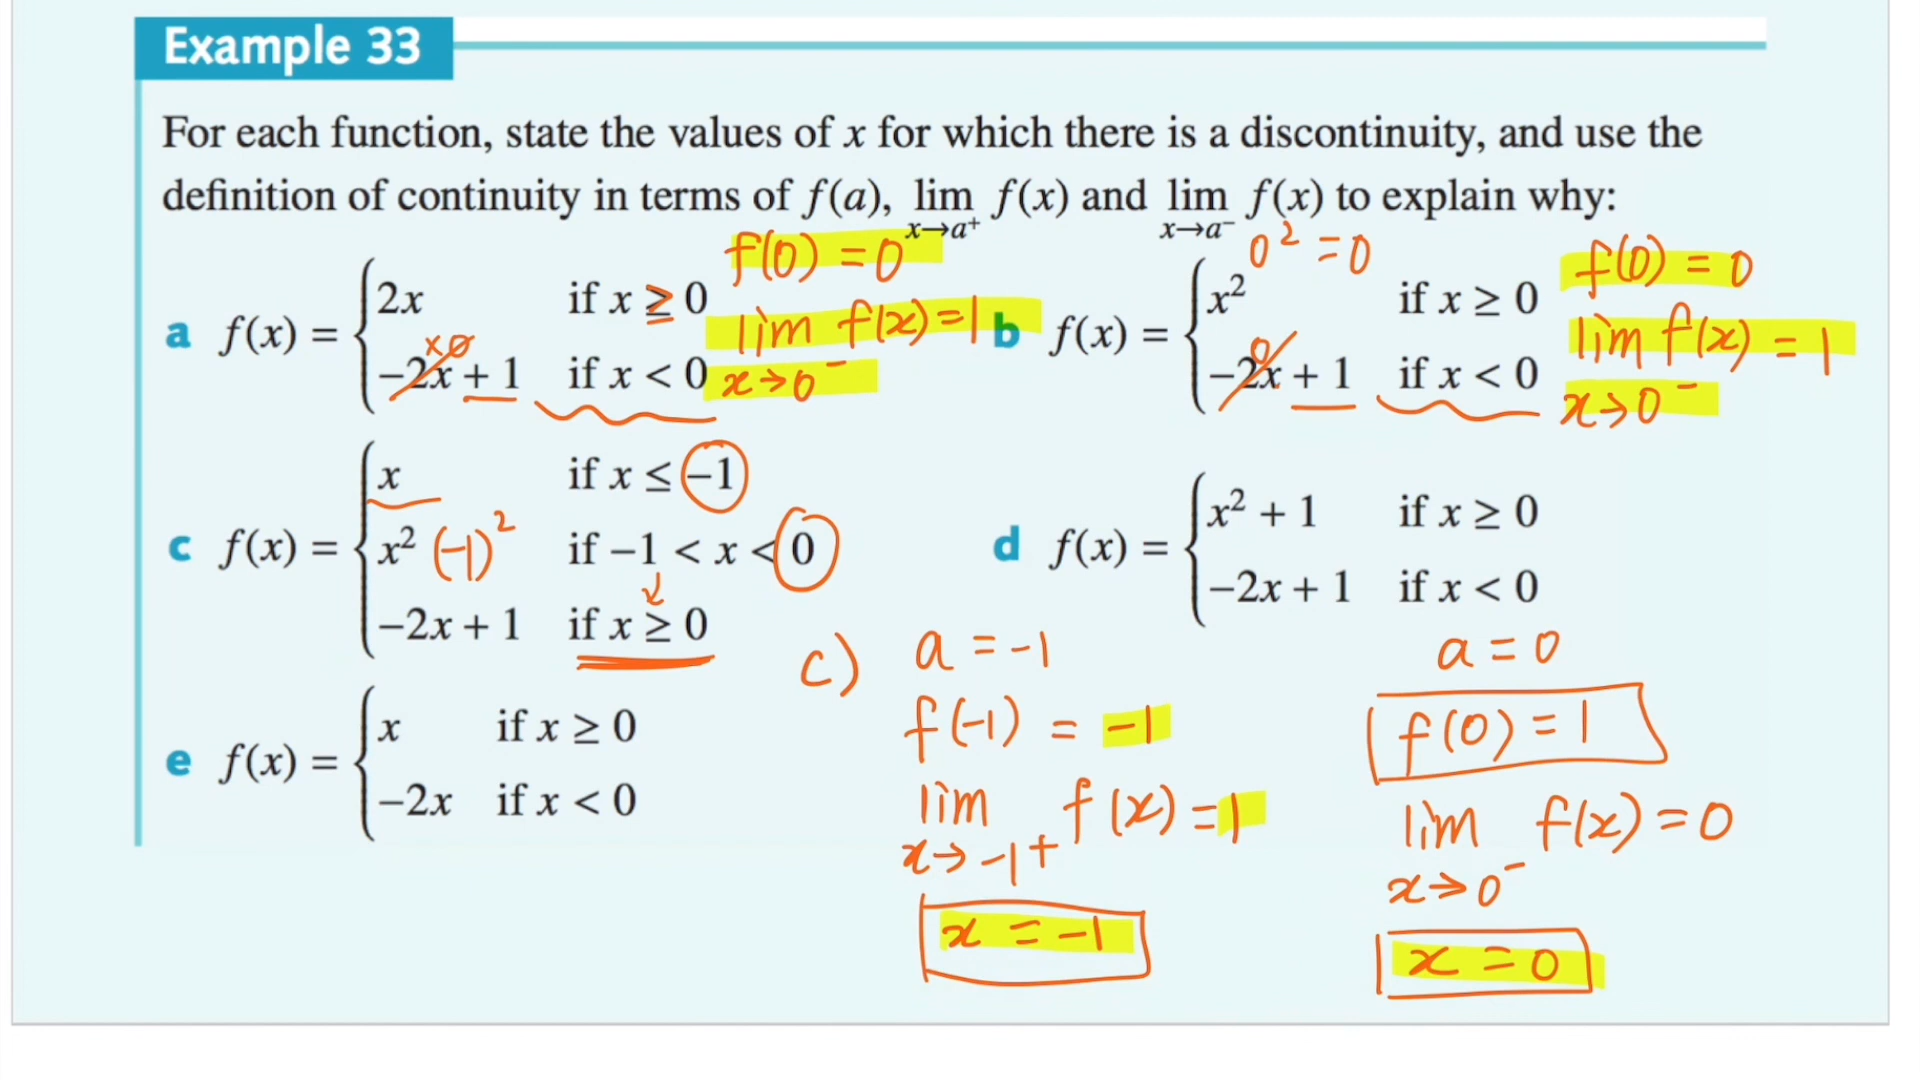 Example 33
For each function, state the values of x for which there is a discontinuity, and use the
definition of continuity in terms of f(a), lim f(x) and lim f(x) to explain why:
x→a⁺ x→a⁻
f(0) = 0
0² = 0
f(0) = 0
a f(x) = { 2x if x ≥ 0
−2x + 1 if x < 0
×0
lim f(x) = 1
x→0⁻
b f(x) = { x² if x ≥ 0
−2x + 1 if x < 0
0
lim f(x) = 1
x→0⁻
c f(x) = { x if x ≤ −1
x² (-1)² if −1 < x < 0
−2x + 1 if x ≥ 0
d f(x) = { x² + 1 if x ≥ 0
−2x + 1 if x < 0
e f(x) = { x if x ≥ 0
−2x if x < 0
c) a = -1
f(-1) = -1
lim f(x) = 1
x→-1⁺
x = -1
a = 0
f(0) = 1
lim f(x) = 0
x→0⁻
x = 0